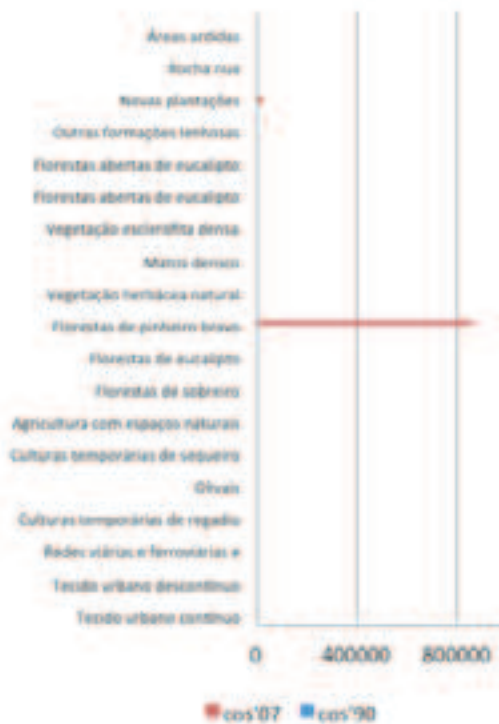 Áreas ardidas
Rocha nua
Novas plantações
Outras formações lenhosas
Florestas abertas de eucalipto
Florestas abertas de eucalipto
Vegetação esclerofita densa
Matos densos
Vegetação herbácea natural
Florestas de pinheiro bravo
Florestas de eucalipto
Florestas de sobreiro
Agricultura com espaços naturais
Culturas temporárias de sequeiro
Olivais
Culturas temporárias de regadio
Redes viárias e ferroviárias e
Tecido urbano descontínuo
Tecido urbano contínuo
0 400000 800000
cos'07 cos'90